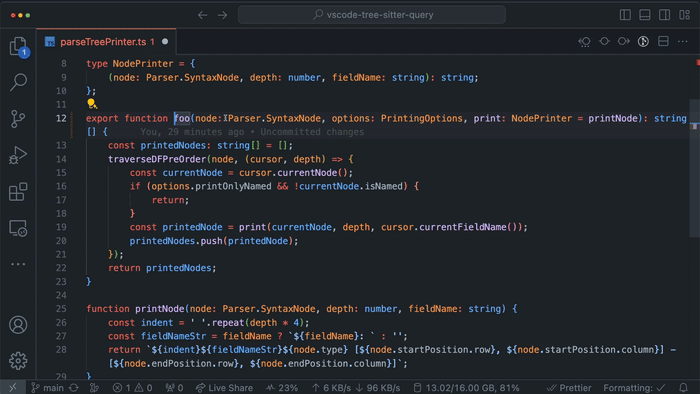 vscode-tree-sitter-query
parseTreePrinter.ts 1
1
8 type NodePrinter = {
9 (node: Parser.SyntaxNode, depth: number, fieldName: string): string;
10 };
11
12 export function foo(node: Parser.SyntaxNode, options: PrintingOptions, print: NodePrinter = printNode): string
[] { You, 29 minutes ago • Uncommitted changes
13 const printedNodes: string[] = [];
14 traverseDFPreOrder(node, (cursor, depth) => {
15 const currentNode = cursor.currentNode();
16 if (options.printOnlyNamed && !currentNode.isNamed) {
17 return;
18 }
19 const printedNode = print(currentNode, depth, cursor.currentFieldName());
20 printedNodes.push(printedNode);
21 });
22 return printedNodes;
23 }
24
25 function printNode(node: Parser.SyntaxNode, depth: number, fieldName: string) {
26 const indent = ' '.repeat(depth * 4);
27 const fieldNameStr = fieldName ? `${fieldName}: ` : '';
28 return `${indent}${fieldNameStr}${node.type} [${node.startPosition.row}, ${node.startPosition.column}] -
[${node.endPosition.row}, ${node.endPosition.column}]`;
29 }
main 1 0 0 Live Share 23% 6 KB/s 96 KB/s 13.02/16.00 GB, 81% Prettier Formatting: